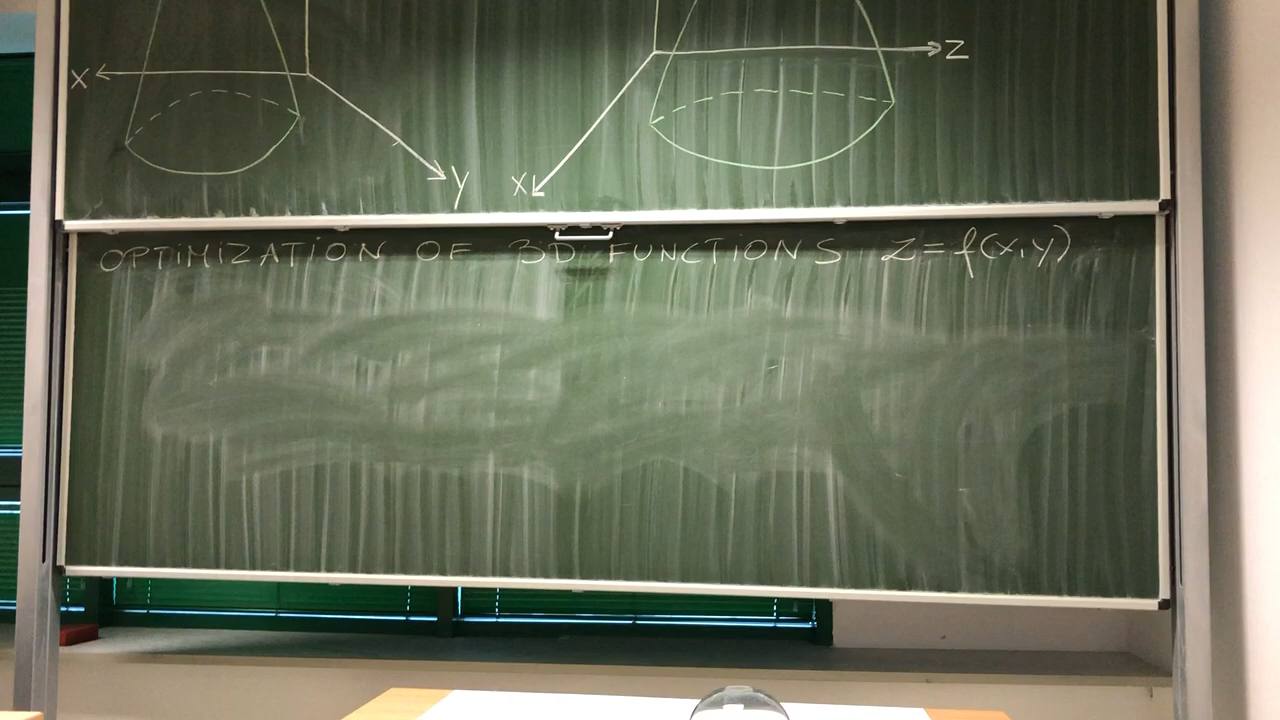 X Z
Y X
OPTIMIZATION OF 3D FUNCTIONS Z=f(x,y)